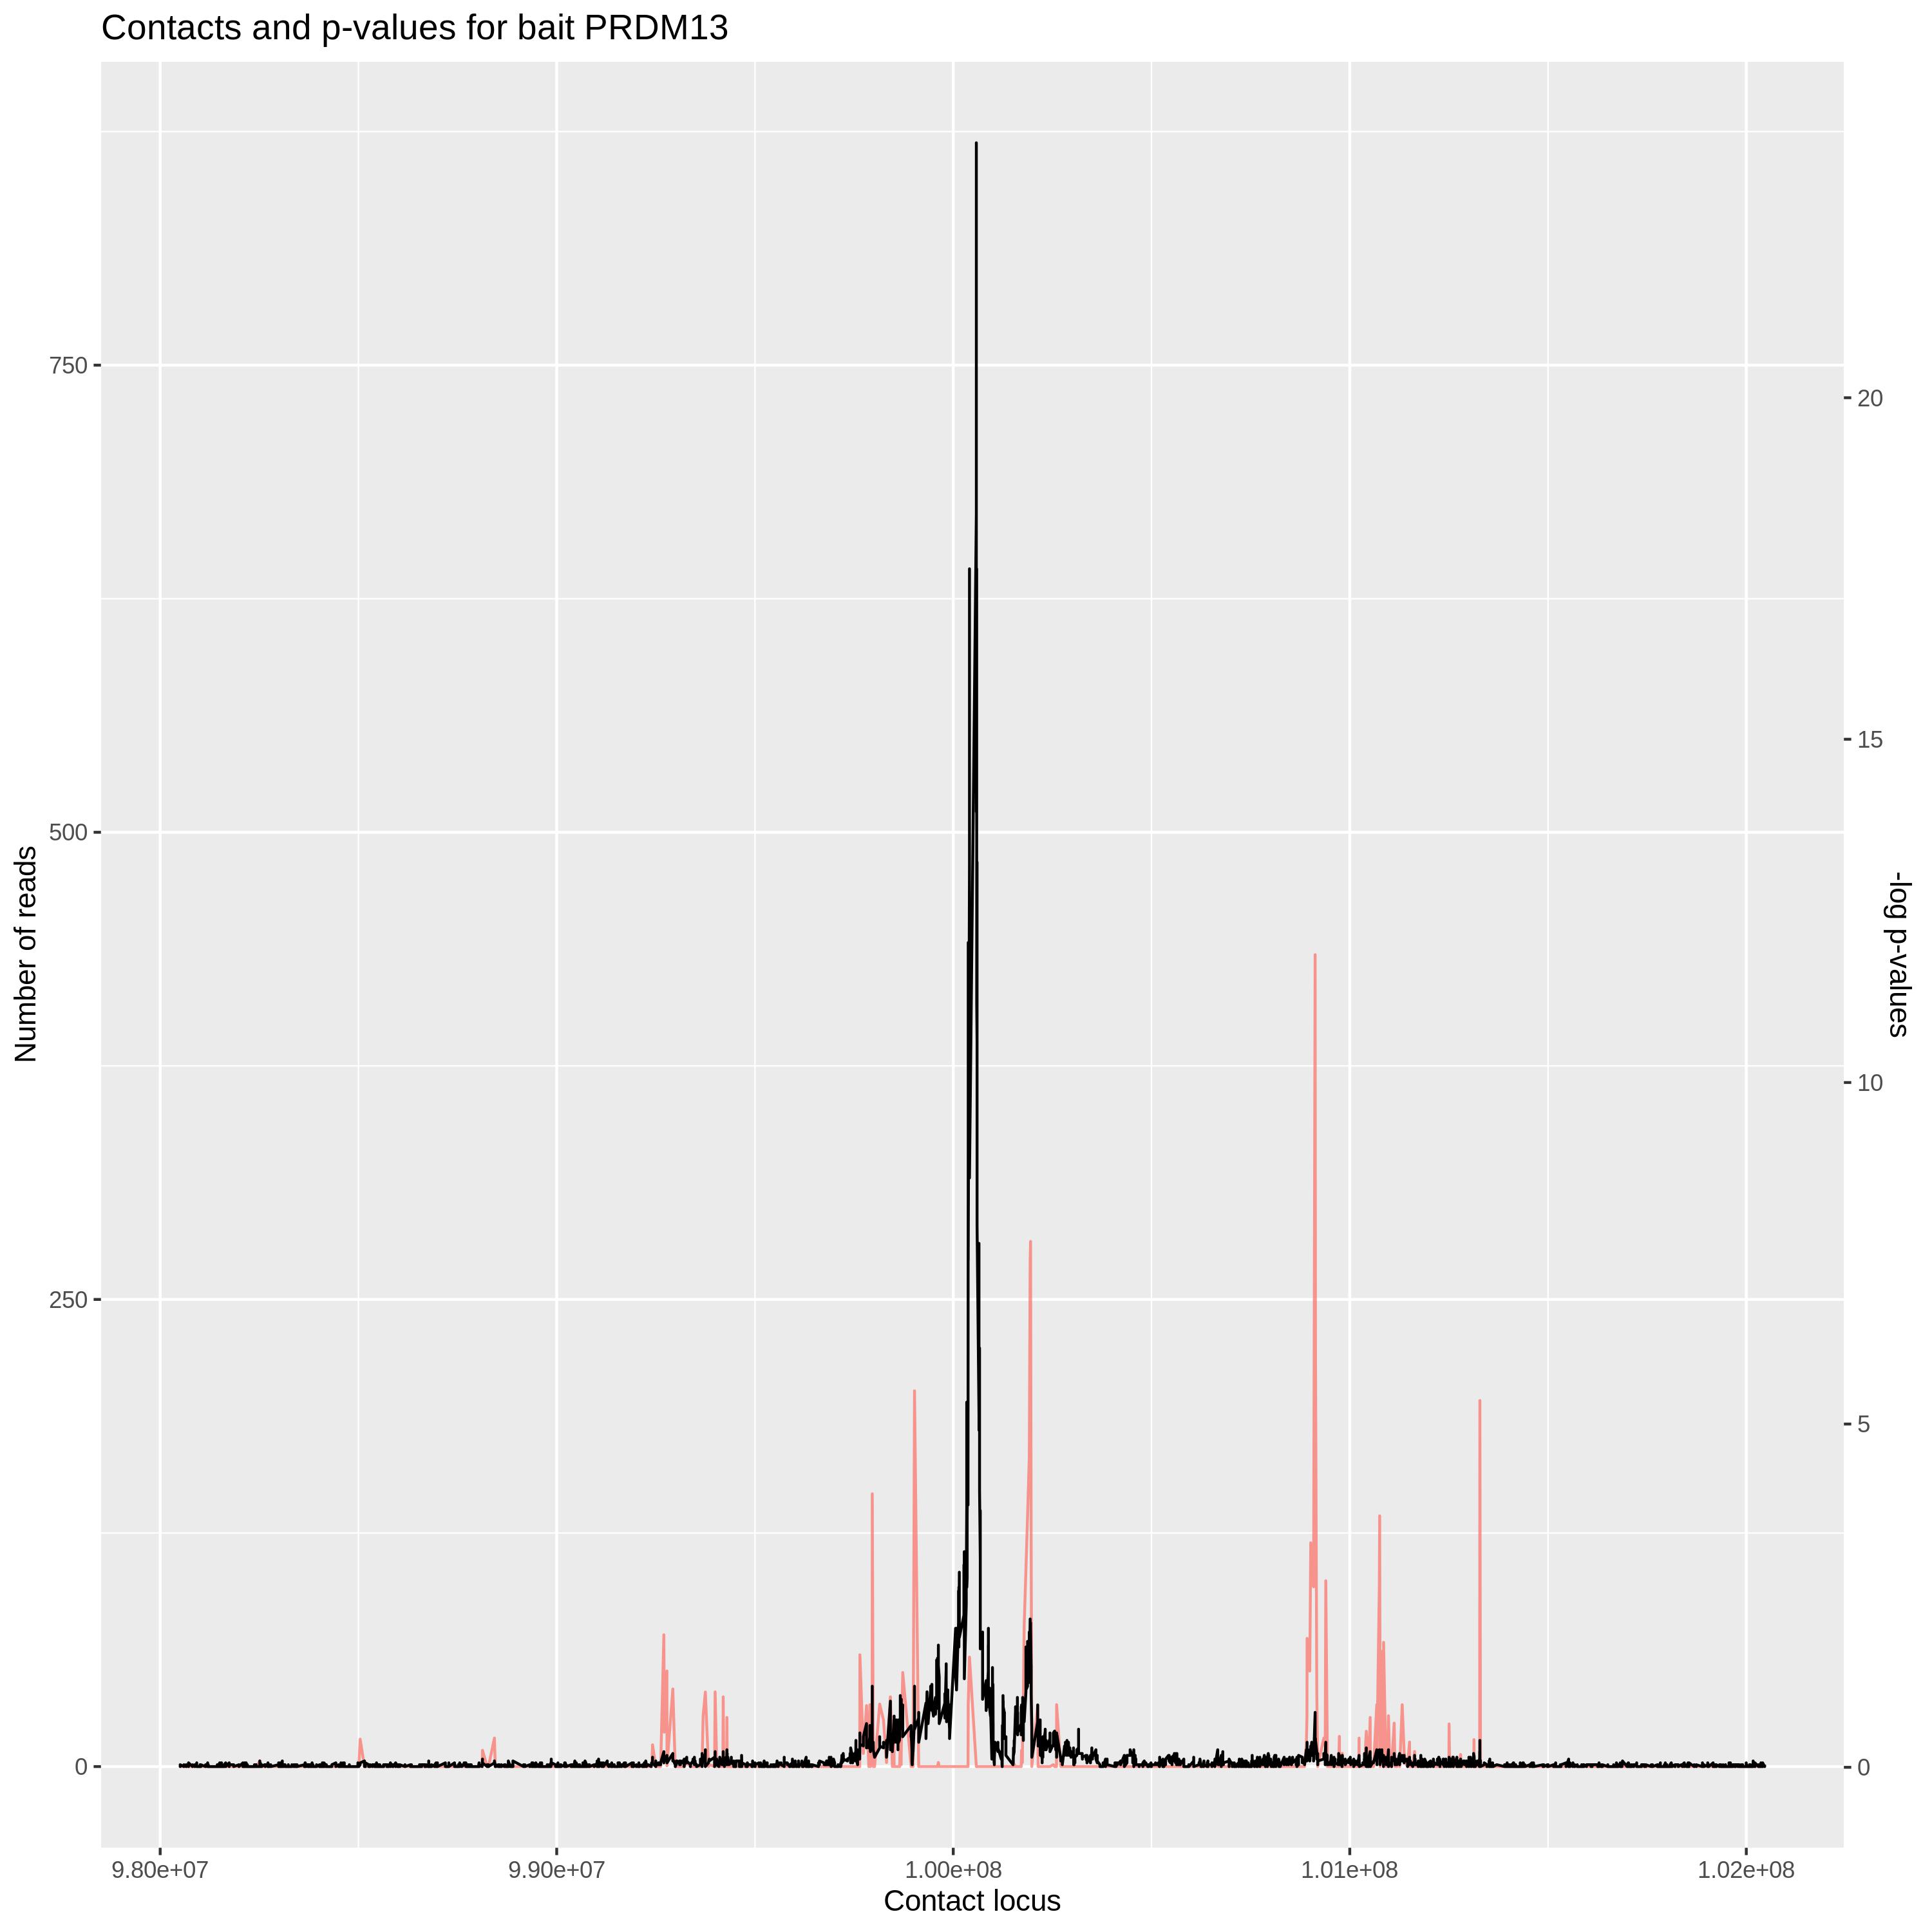 Contacts and p-values for bait PRDM13
Number of reads
750
500
250
0
20
15
10
5
0
-log p-values
9.80e+07
9.90e+07
1.00e+08
1.01e+08
1.02e+08
Contact locus